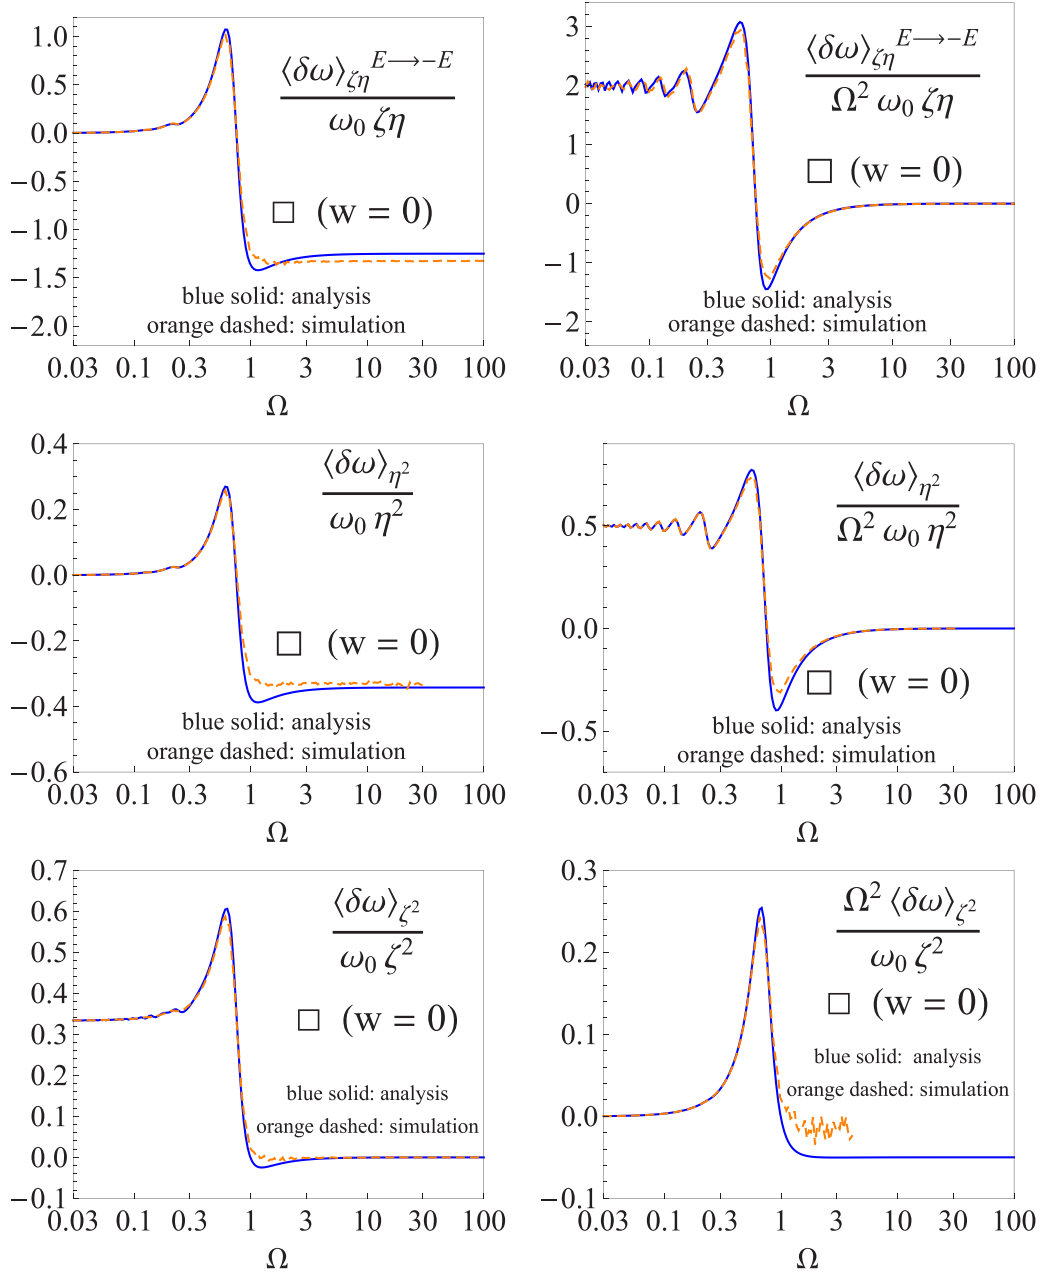 1.0
0.5
0.0
−0.5
−1.0
−1.5
−2.0
⟨δω⟩ζη E⟶−E
ω₀ ζη
□ (w = 0)
blue solid: analysis
orange dashed: simulation
0.03 0.1 0.3 1 3 10 30 100
Ω
3
2
1
0
−1
−2
⟨δω⟩ζη E⟶−E
Ω² ω₀ ζη
□ (w = 0)
blue solid: analysis
orange dashed: simulation
0.03 0.1 0.3 1 3 10 30 100
Ω
0.4
0.2
0.0
−0.2
−0.4
−0.6
⟨δω⟩η²
ω₀ η²
□ (w = 0)
blue solid: analysis
orange dashed: simulation
0.03 0.1 0.3 1 3 10 30 100
Ω
0.5
0.0
−0.5
⟨δω⟩η²
Ω² ω₀ η²
□ (w = 0)
blue solid: analysis
orange dashed: simulation
0.03 0.1 0.3 1 3 10 30 100
Ω
0.7
0.6
0.5
0.4
0.3
0.2
0.1
0.0
−0.1
⟨δω⟩ζ²
ω₀ ζ²
□ (w = 0)
blue solid: analysis
orange dashed: simulation
0.03 0.1 0.3 1 3 10 30 100
Ω
0.3
0.2
0.1
0.0
−0.1
Ω² ⟨δω⟩ζ²
ω₀ ζ²
□ (w = 0)
blue solid: analysis
orange dashed: simulation
0.03 0.1 0.3 1 3 10 30 100
Ω